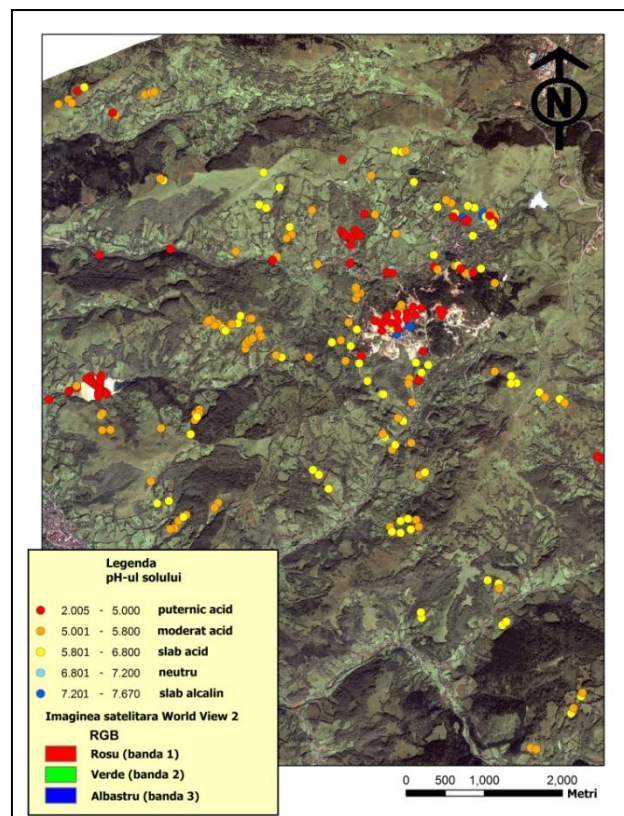 N
Legenda
pH-ul solului
2.005 - 5.000 puternic acid
5.001 - 5.800 moderat acid
5.801 - 6.800 slab acid
6.801 - 7.200 neutru
7.201 - 7.670 slab alcalin
Imaginea satelitara World View 2
RGB
Rosu (banda 1)
Verde (banda 2)
Albastru (banda 3)
0 500 1,000 2,000
Metri